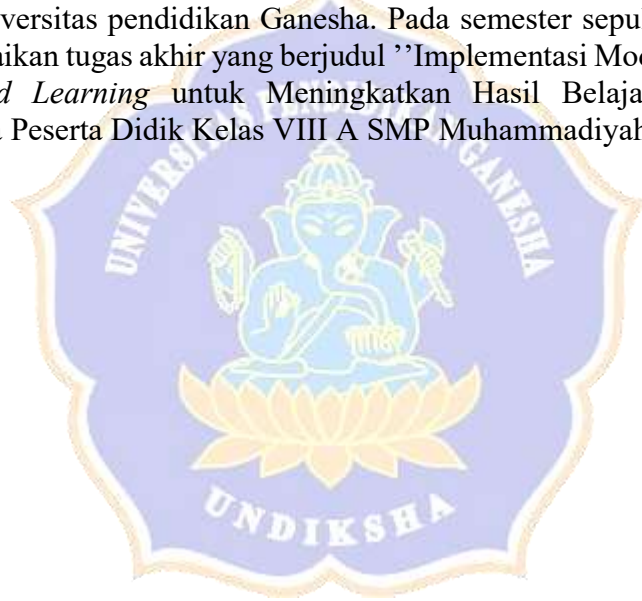 versitas pendidikan Ganesha. Pada semester sepu
aikan tugas akhir yang berjudul ’’Implementasi Mo
d Learning untuk Meningkatkan Hasil Belaja
Peserta Didik Kelas VIII A SMP Muhammadiyah
UNIVERSITAS PENDIDIKAN GANESHA
UNDIKSHA